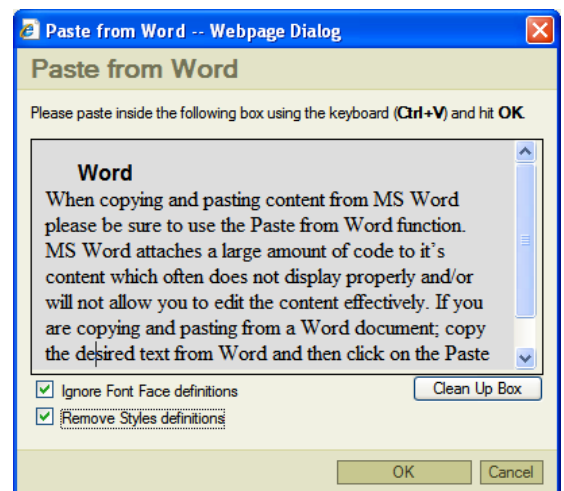 Paste from Word -- Webpage Dialog
Paste from Word
Please paste inside the following box using the keyboard (Ctrl+V) and hit OK.
Word
When copying and pasting content from MS Word
please be sure to use the Paste from Word function.
MS Word attaches a large amount of code to it's
content which often does not display properly and/or
will not allow you to edit the content effectively. If you
are copying and pasting from a Word document; copy
the desired text from Word and then click on the Paste
Ignore Font Face definitions
Clean Up Box
Remove Styles definitions
OK
Cancel